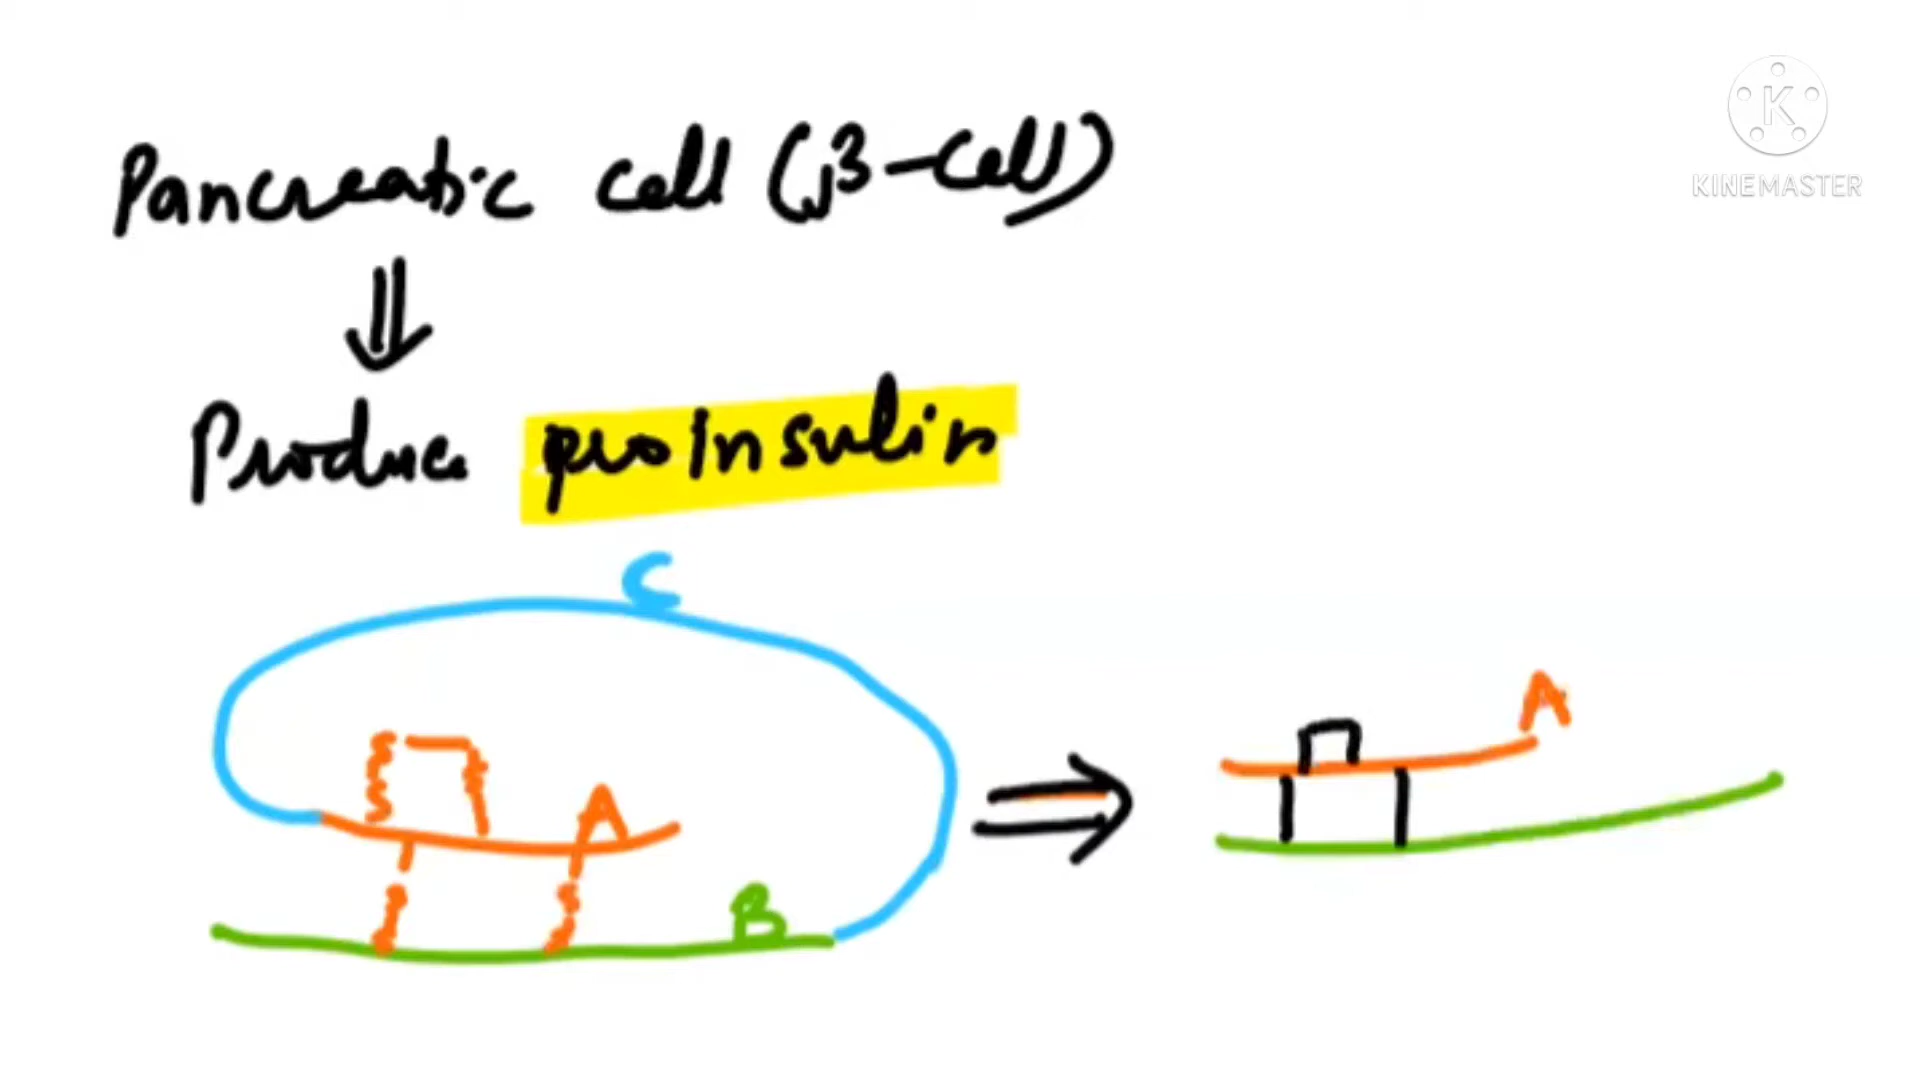 Pancreatic cell (β-cell)
Produce proInsulin
C
A
B
A
K
KINEMASTER